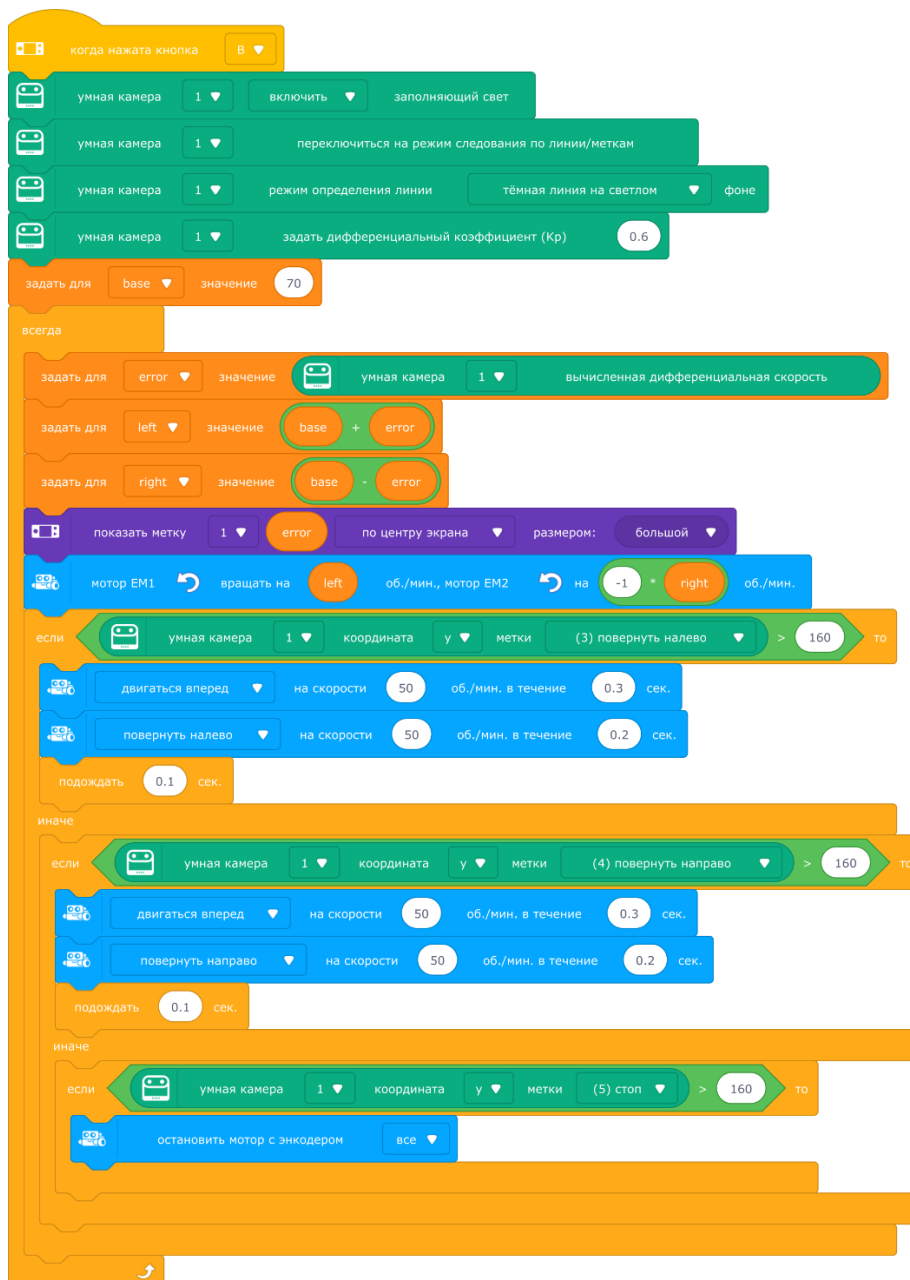 когда нажата кнопка B
умная камера 1 включить заполняющий свет
умная камера 1 переключиться на режим следования по линии/меткам
умная камера 1 режим определения линии тёмная линия на светлом фоне
умная камера 1 задать дифференциальный коэффициент (Kp) 0.6
задать для base значение 70
всегда
задать для error значение умная камера 1 вычисленная дифференциальная скорость
задать для left значение base + error
задать для right значение base - error
показать метку 1 error по центру экрана размером: большой
мотор EM1 вращать на left об./мин., мотор EM2 на -1 * right об./мин.
если умная камера 1 координата y метки (3) повернуть налево > 160 то
двигаться вперед на скорости 50 об./мин. в течение 0.3 сек.
повернуть налево на скорости 50 об./мин. в течение 0.2 сек.
подождать 0.1 сек.
иначе
если умная камера 1 координата y метки (4) повернуть направо > 160 то
двигаться вперед на скорости 50 об./мин. в течение 0.3 сек.
повернуть направо на скорости 50 об./мин. в течение 0.2 сек.
подождать 0.1 сек.
иначе
если умная камера 1 координата y метки (5) стоп > 160 то
остановить мотор с энкодером все